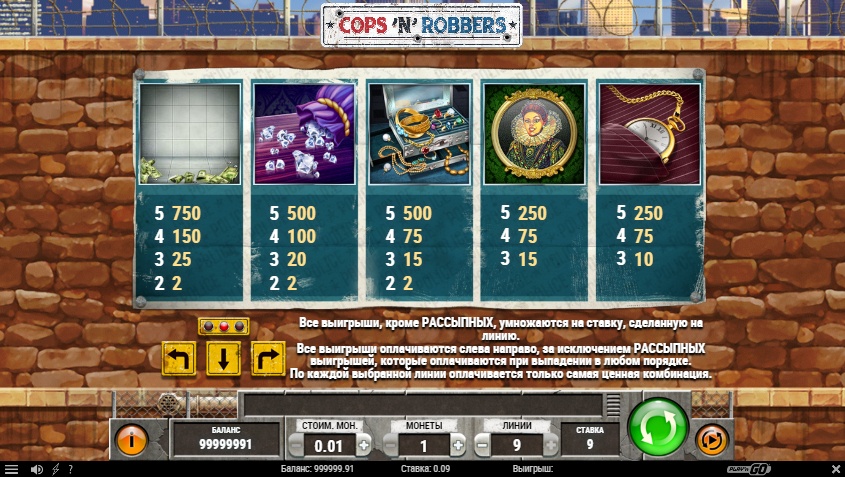 COPS 'N' ROBBERS
5 750
4 150
3 25
2 2
5 500
4 100
3 20
2 2
5 500
4 75
3 15
2 2
5 250
4 75
3 15
5 250
4 75
3 10
Все выигрыши, кроме РАССЫПНЫХ, умножаются на ставку, сделанную на
линию.
Все выигрыши оплачиваются слева направо, за исключением РАССЫПНЫХ
выигрышей, которые оплачиваются при выпадении в любом порядке.
По каждой выбранной линии оплачивается только самая ценная комбинация.
БАЛАНС
99999991
СТОИМ. МОН.
0.01
МОНЕТЫ
1
ЛИНИИ
9
СТАВКА
9
Баланс: 999999.91 Ставка: 0.09 Выигрыш:
PLAY'N GO